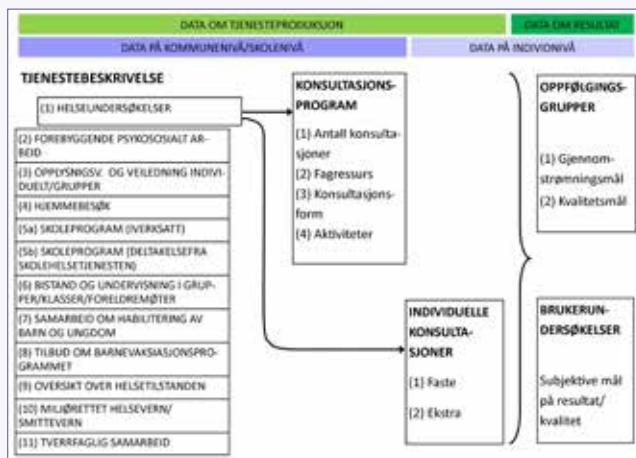 DATA OM TJENESTEPRODUKSJON
DATA OM RESULTAT
DATA PÅ KOMMUNENIVÅ/SKOLENIVÅ
DATA PÅ INDIVIONIVÅ
TJENESTEBESKRIVELSE
(1) HELSEUNDERSØKELSER
(2) FOREBYGGENDE PSYKOSOSIALT AR-
BEID
(3) OPPLYSNIGSV. OG VEILEDNING INDIVI-
DUELT/GRUPPER
(4) HJEMMEBESØK
(5a) SKOLEPROGRAM (IVERKSATT)
(5b) SKOLEPROGRAM (DELTAKELSEFRA
SKOLEHELSETJENESTEN)
(6) BISTAND OG UNDERVISNING I GRUP-
PER/KLASSER/FORELDREMØTER
(7) SAMARBEID OM HABILITERING AV
BARN OG UNGDOM
(8) TILBUD OM BARNEVAKSIASJONSPRO-
GRAMMET
(9) OVERSIKT OVER HELSETILSTANDEN
(10) MILJØRETTET HELSEVERN/
SMITTEVERN
(11) TVERRFAGLIG SAMARBEID
KONSULTASJONS-
PROGRAM
(1) Antall konsulta-
sjoner
(2) Fagressurs
(3) Konsultasjons-
form
(4) Aktiviteter
INDIVIDUELLE
KONSULTA-
SJONER
(1) Faste
(2) Ekstra
OPPFØLGINGS-
GRUPPER
(1) Gjennom-
strømningsmål
(2) Kvalitetsmål
BRUKERUN-
DERSØKELSER
Subjektive mål
på resultat/
kvalitet